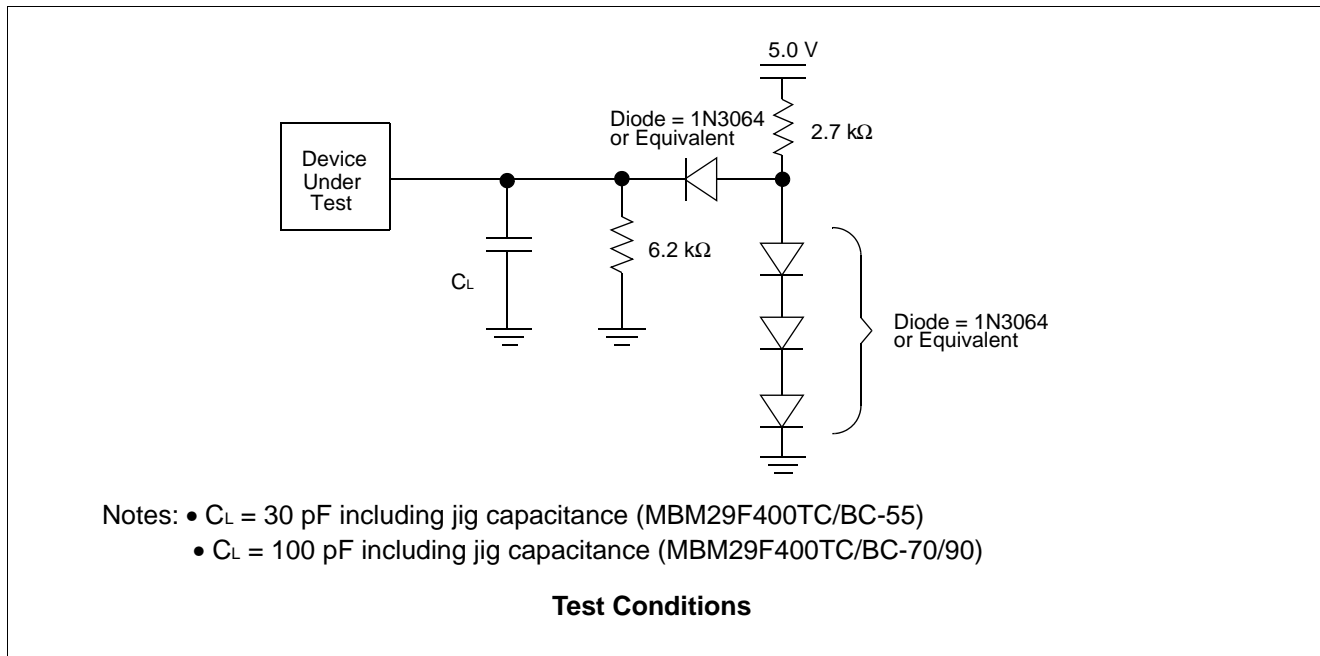 5.0 V
Diode = 1N3064
or Equivalent
2.7 kΩ
Device
Under
Test
6.2 kΩ
CL
Diode = 1N3064
or Equivalent
Notes: • CL = 30 pF including jig capacitance (MBM29F400TC/BC-55)
• CL = 100 pF including jig capacitance (MBM29F400TC/BC-70/90)
Test Conditions